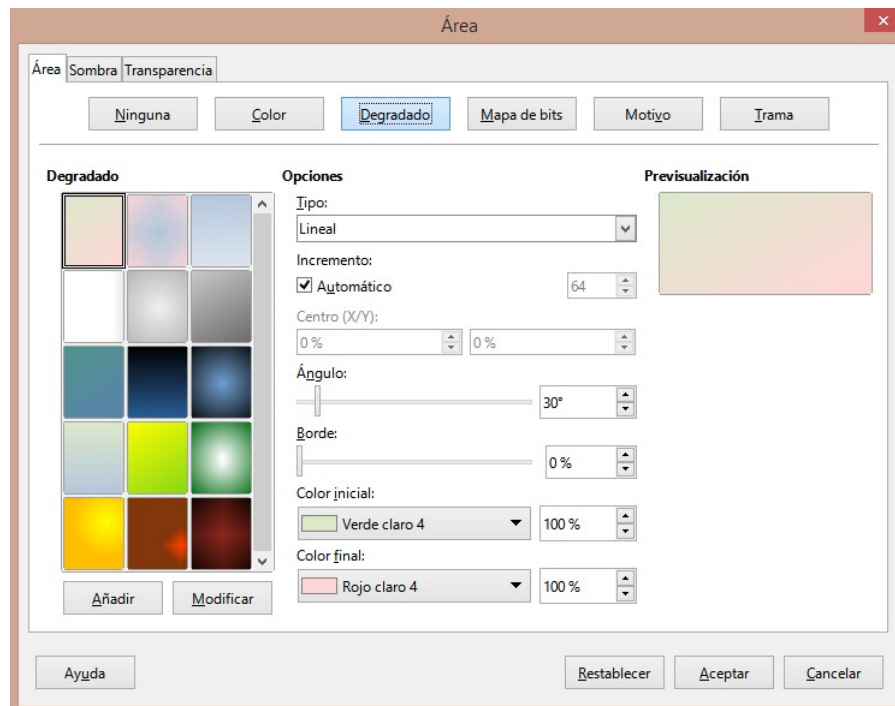 Área
Área Sombra Transparencia
Ninguna Color Degradado Mapa de bits Motivo Trama
Degradado Opciones Previsualización
Tipo:
Lineal
Incremento:
Automático 64
Centro (X/Y):
0 % 0 %
Ángulo:
30°
Borde:
0 %
Color inicial:
Verde claro 4 100 %
Color final:
Rojo claro 4 100 %
Añadir Modificar
Ayuda Restablecer Aceptar Cancelar